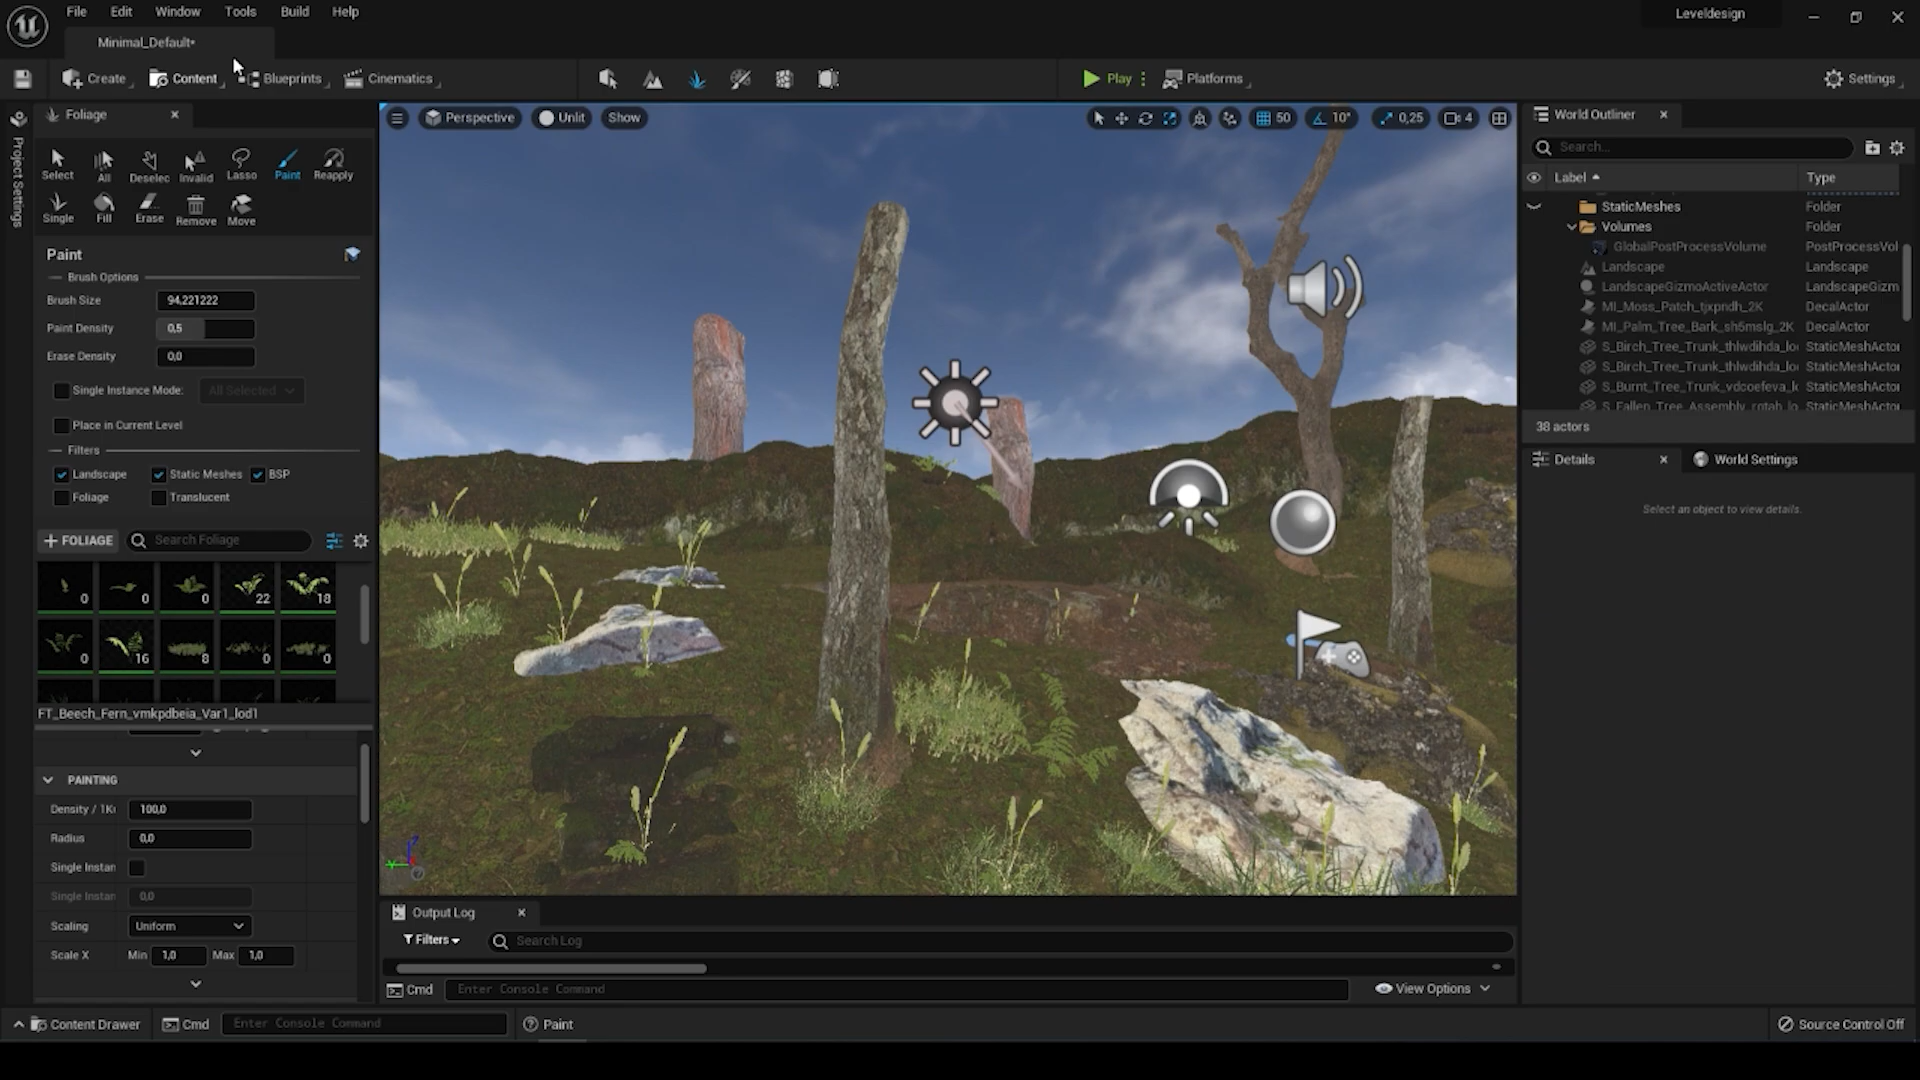 File Edit Window Tools Build Help
Leveldesign
Minimal_Default*
Create Content Blueprints Cinematics
Play Platforms
Settings
Project Settings
Foliage
Select All Deselec Invalid Lasso Paint Reapply
Single Fill Erase Remove Move
Paint
Brush Options
Brush Size 94,221222
Paint Density 0,5
Erase Density 0,0
Single Instance Mode: All Selected
Place in Current Level
Filters
Landscape Static Meshes BSP
Foliage Translucent
+ FOLIAGE Search Foliage
0 0 0 22 18
0 16 8 0 0
FT_Beech_Fern_vmkpdbeia_Var1_lod1
PAINTING
Density / 1K 100,0
Radius 0,0
Single Instan
Single Instan 0,0
Scaling Uniform
Scale X Min 1,0 Max 1,0
Perspective Unlit Show
50 10° 0,25 4
Output Log
Filters Search Log
Cmd Enter Console Command
View Options
World Outliner
Search...
Label Type
StaticMeshes Folder
Volumes Folder
GlobalPostProcessVolume PostProcessVol
Landscape Landscape
LandscapeGizmoActiveActor LandscapeGizm
MI_Moss_Patch_tjxpndh_2K DecalActor
MI_Palm_Tree_Bark_sh5mslg_2K DecalActor
S_Birch_Tree_Trunk_thlwdihda_lo StaticMeshActor
S_Birch_Tree_Trunk_thlwdihda_lo StaticMeshActor
S_Burnt_Tree_Trunk_vdcoefeva_l StaticMeshActor
S_Fallen_Tree_Assembly_rqtah_lo StaticMeshActor
38 actors
Details World Settings
Select an object to view details.
Content Drawer Cmd Enter Console Command Paint
Source Control Off